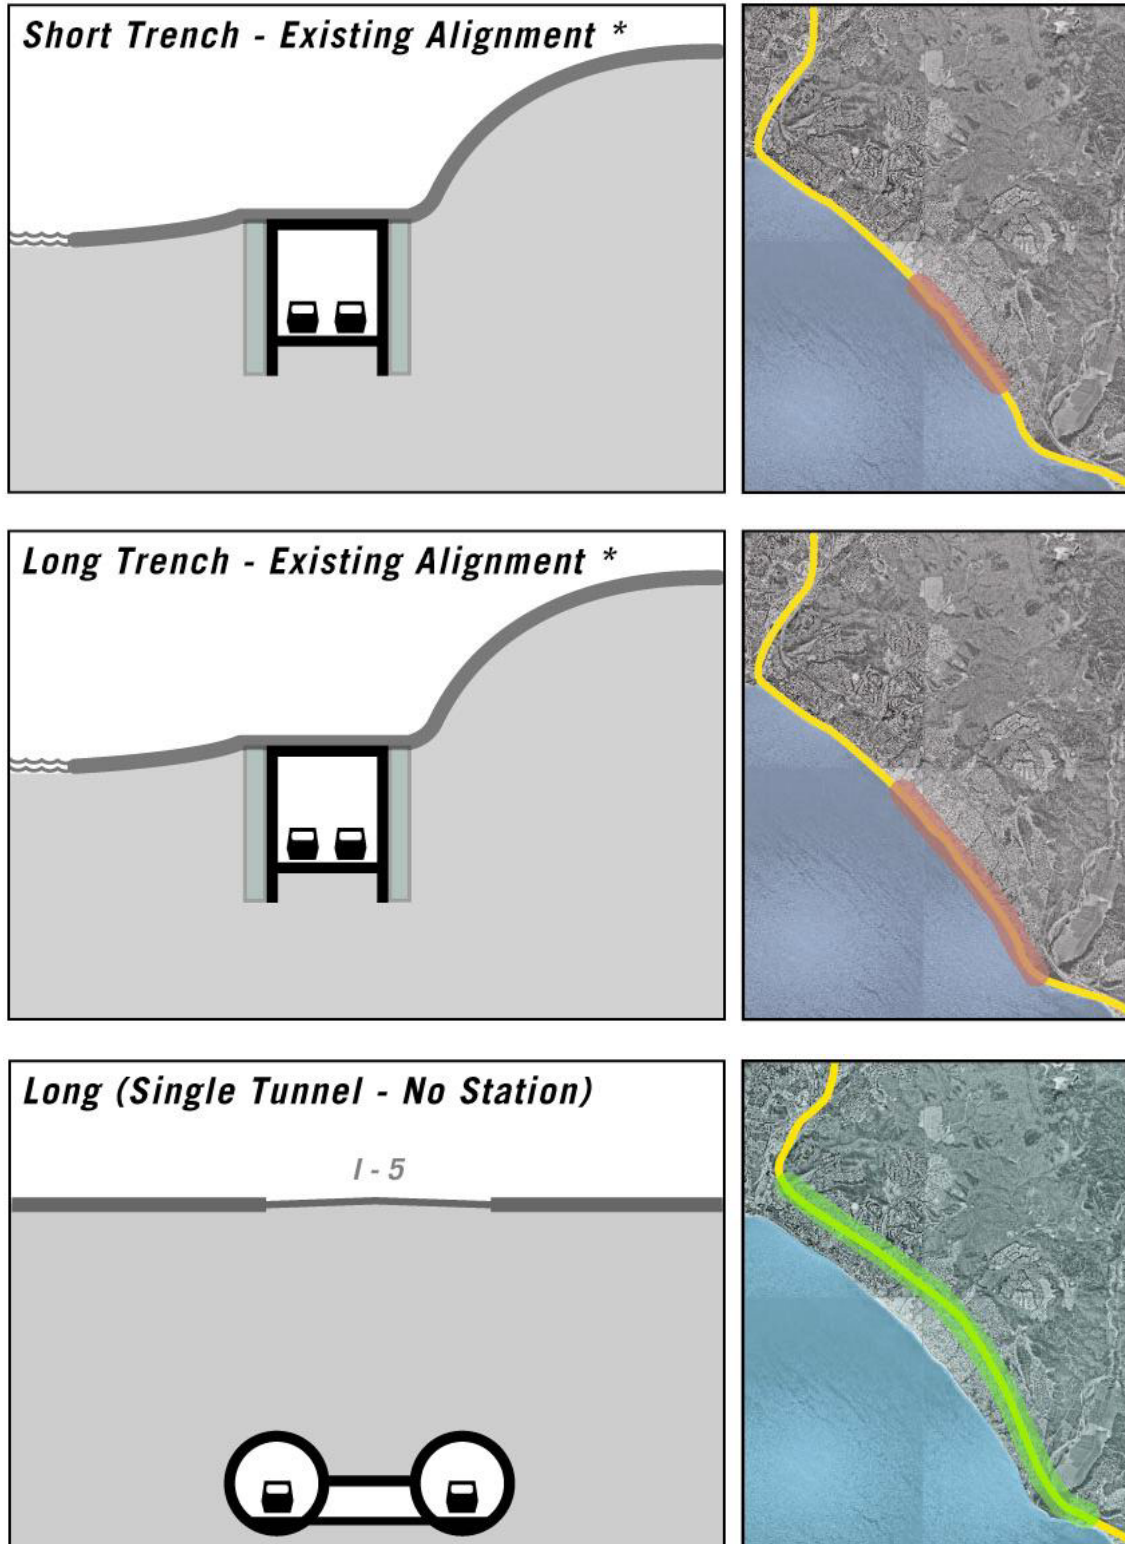 Short Trench - Existing Alignment *
Long Trench - Existing Alignment *
Long (Single Tunnel - No Station)
I - 5